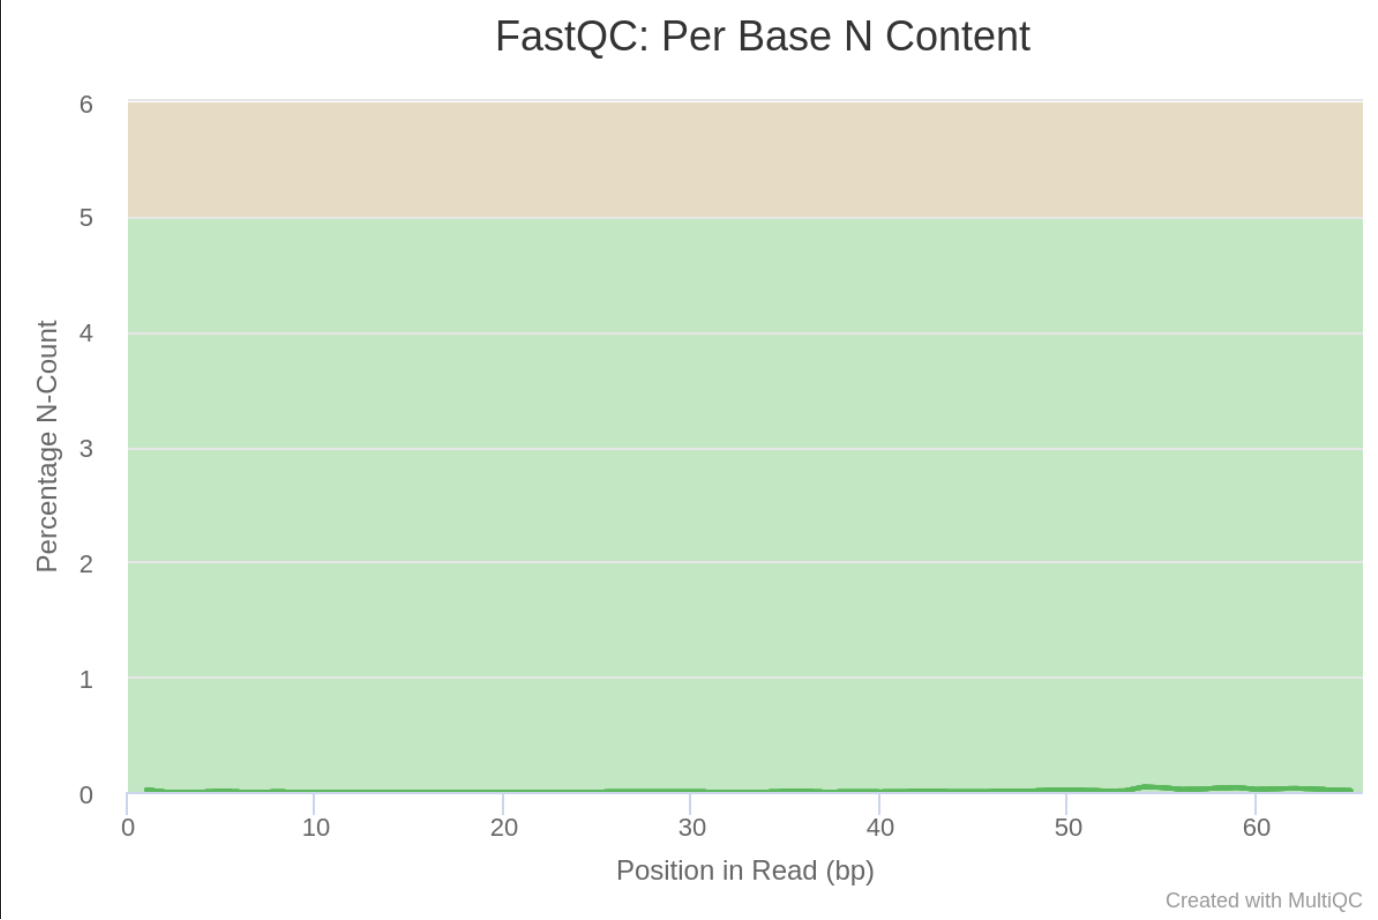 FastQC: Per Base N Content
6
5
4
3
2
1
0
Percentage N-Count
0 10 20 30 40 50 60
Position in Read (bp)
Created with MultiQC